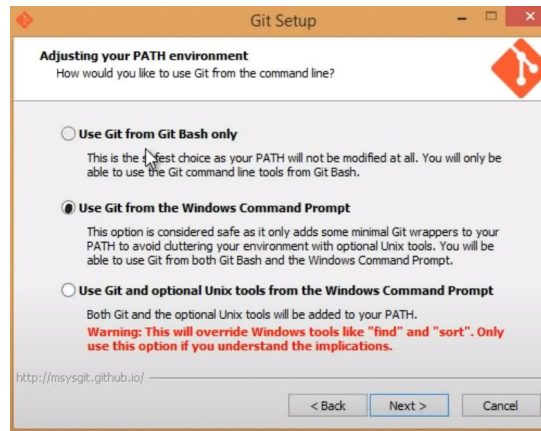 Git Setup
Adjusting your PATH environment
How would you like to use Git from the command line?
Use Git from Git Bash only
This is the safest choice as your PATH will not be modified at all. You will only be
able to use the Git command line tools from Git Bash.
Use Git from the Windows Command Prompt
This option is considered safe as it only adds some minimal Git wrappers to your
PATH to avoid cluttering your environment with optional Unix tools. You will be
able to use Git from both Git Bash and the Windows Command Prompt.
Use Git and optional Unix tools from the Windows Command Prompt
Both Git and the optional Unix tools will be added to your PATH.
Warning: This will override Windows tools like "find" and "sort". Only
use this option if you understand the implications.
http://msysgit.github.io/
< Back Next > Cancel